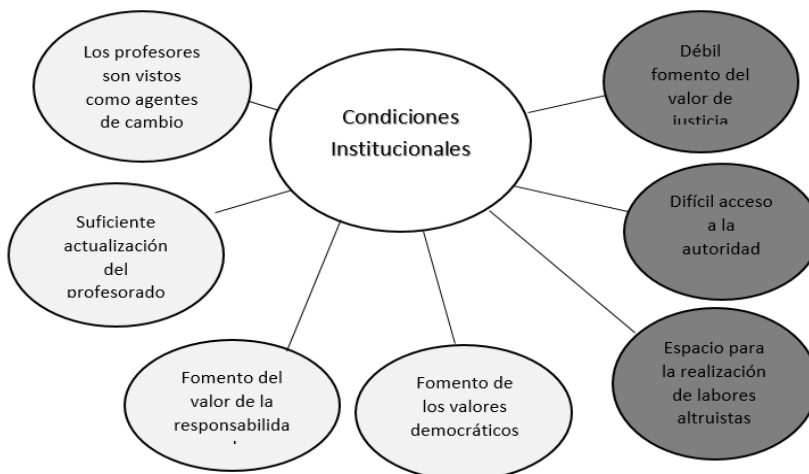 Los profesores
son vistos
como agentes
de cambio
Condiciones
Institucionales
Débil
fomento del
valor de
justicia
Suficiente
actualización
del
profesorado
Difícil acceso
a la
autoridad
Fomento del
valor de la
responsabilida
Fomento de
los valores
democráticos
Espacio para
la realización
de labores
altruistas